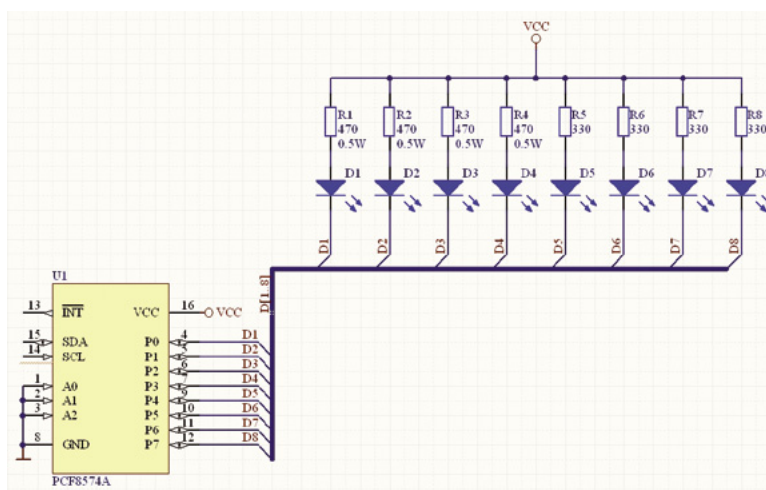 VCC
R1 R2 R3 R4 R5 R6 R7 R8
470 470 470 470 330 330 330 330
0.5W 0.5W 0.5W 0.5W
D1 D2 D3 D4 D5 D6 D7
D1 D2 D3 D4 D5 D6 D7 D8
D[1..8]
U1
13 INT VCC 16 VCC
15 SDA P0 4 D1
14 SCL P1 5 D2
P2 6 D3
1 A0 P3 7 D4
2 A1 P4 9 D5
3 A2 P5 10 D6
P6 11 D7
8 GND P7 12 D8
PCF8574A